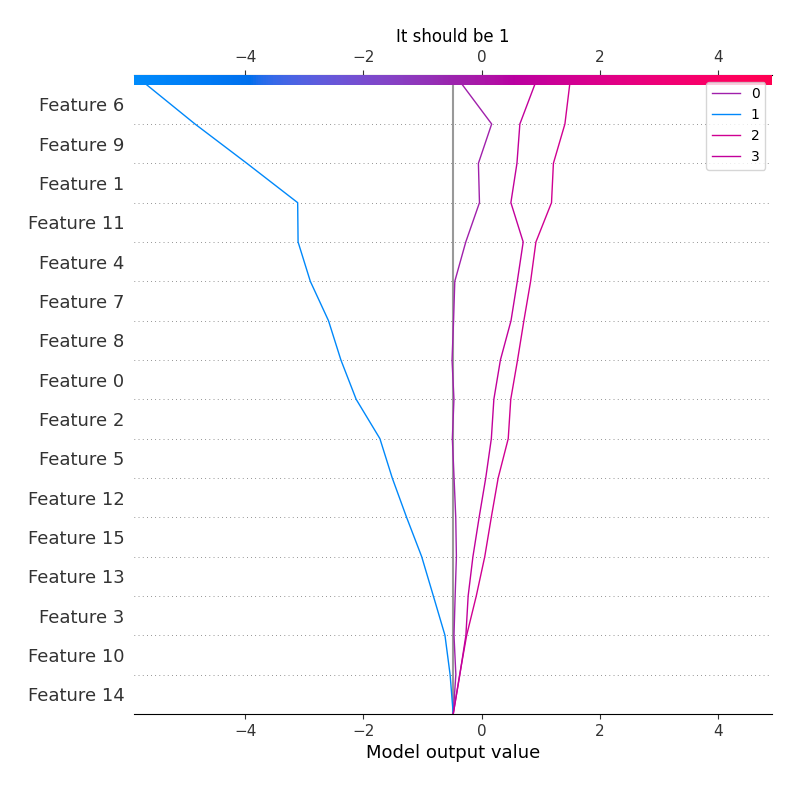 It should be 1
−4 −2 0 2 4
0
1
2
3
Feature 6
Feature 9
Feature 1
Feature 11
Feature 4
Feature 7
Feature 8
Feature 0
Feature 2
Feature 5
Feature 12
Feature 15
Feature 13
Feature 3
Feature 10
Feature 14
−4 −2 0 2 4
Model output value